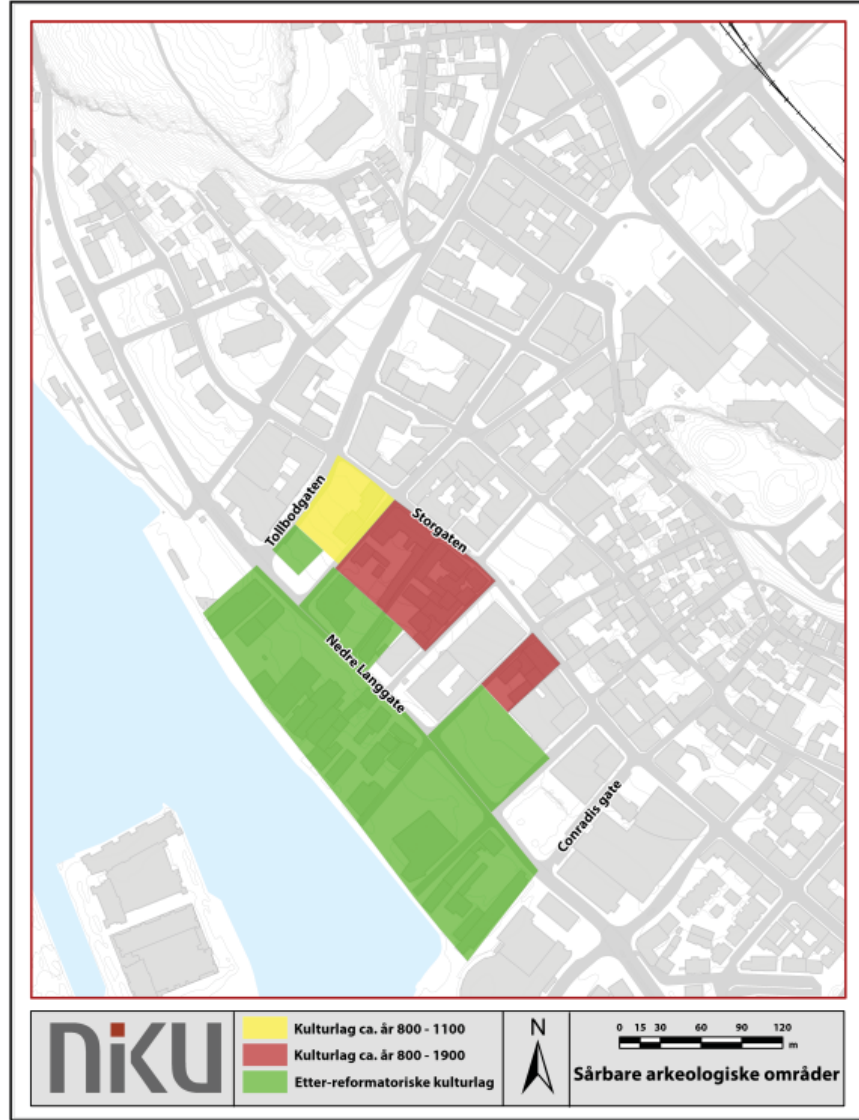 Tollbodgaten
Storgaten
Nedre Langgate
Conradis gate
NiKU
Kulturlag ca. år 800 - 1100
Kulturlag ca. år 800 - 1900
Etter-reformatoriske kulturlag
N
0 15 30 60 90 120
m
Sårbare arkeologiske områder